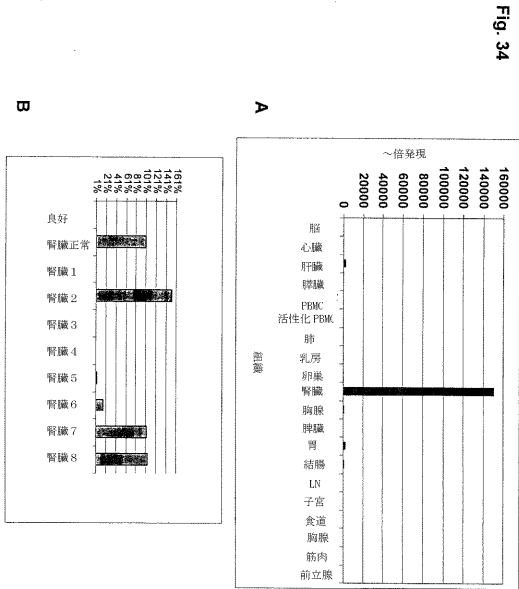 Fig. 34
A
～倍発現
160000
140000
120000
100000
80000
60000
40000
20000
0
脳
心臓
肝臓
膵臓
PBMC
活性化 PBMC
肺
乳房
卵巣
腎臓
胸腺
脾臓
胃
結腸
LN
子宮
食道
胸腺
筋肉
前立腺
組織
B
161%
141%
121%
101%
81%
61%
41%
21%
1%
良好
腎臓正常
腎臓 1
腎臓 2
腎臓 3
腎臓 4
腎臓 5
腎臓 6
腎臓 7
腎臓 8